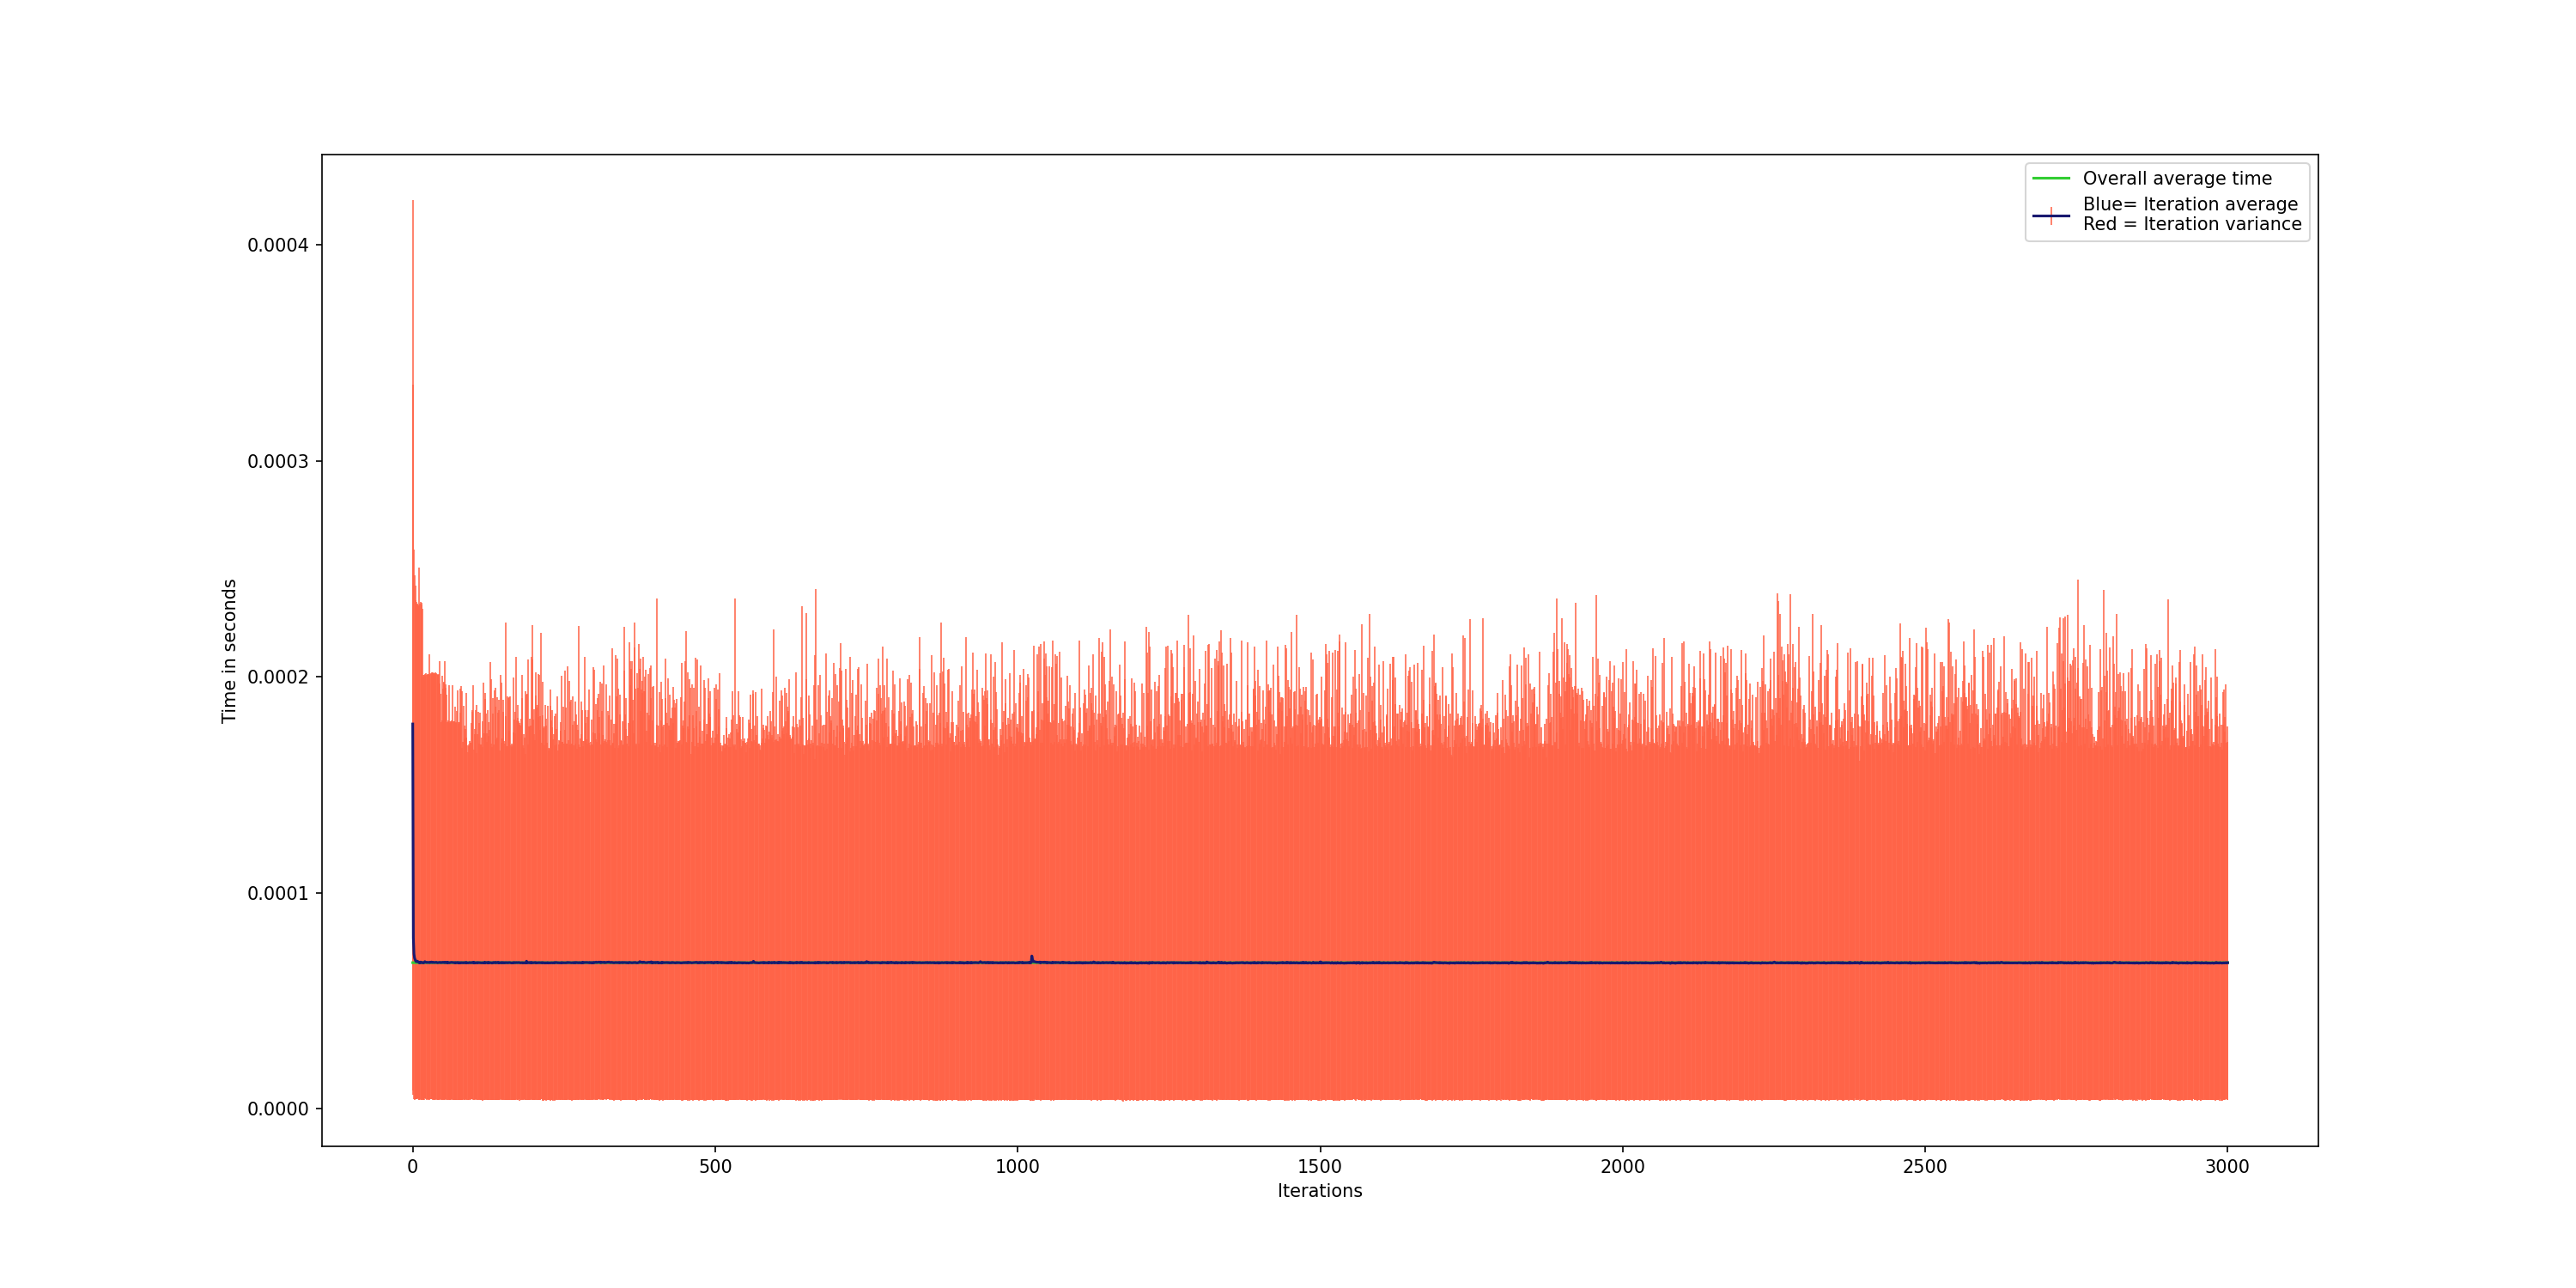 Overall average time
Blue= Iteration average
Red = Iteration variance
0.0004
0.0003
0.0002
0.0001
0.0000
Time in seconds
0 500 1000 1500 2000 2500 3000
Iterations